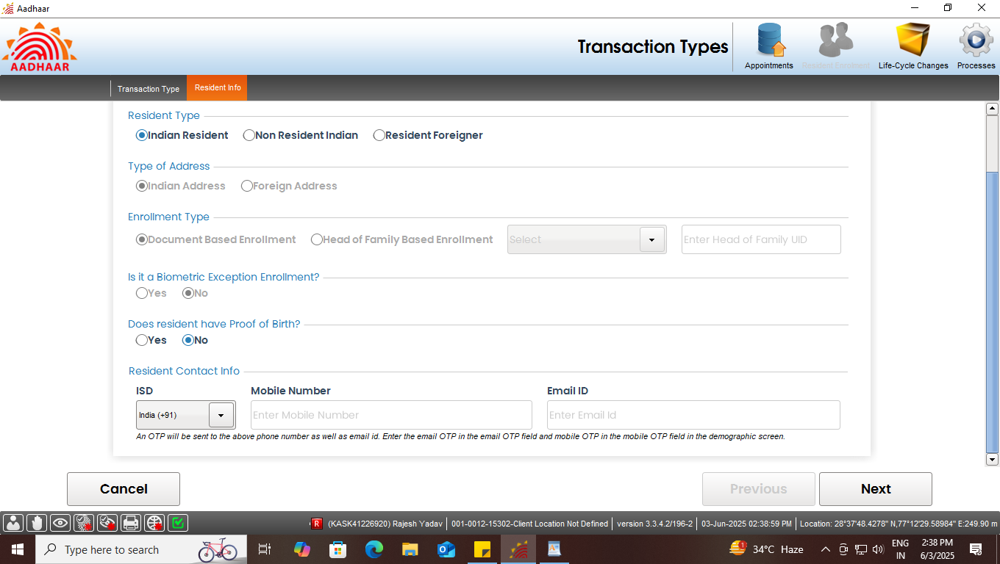 Aadhaar
AADHAAR
Transaction Types
Appointments
Resident Enrolment
Life-Cycle Changes
Processes
Transaction Type
Resident Info
Resident Type
Indian Resident Non Resident Indian Resident Foreigner
Type of Address
Indian Address Foreign Address
Enrollment Type
Document Based Enrollment Head of Family Based Enrollment Select Enter Head of Family UID
Is it a Biometric Exception Enrollment?
Yes No
Does resident have Proof of Birth?
Yes No
Resident Contact Info
ISD Mobile Number Email ID
India (+91) Enter Mobile Number Enter Email Id
An OTP will be sent to the above phone number as well as email id. Enter the email OTP in the email OTP field and mobile OTP in the mobile OTP field in the demographic screen.
Cancel Previous Next
R (KASK41226920) Rajesh Yadav 001-0012-15302-Client Location Not Defined version 3.3.4.2/196-2 03-Jun-2025 02:38:59 PM Location: 28°37'48.4278" N,77°12'29.58984" E:249.90 m
Type here to search
1
34°C Haze
ENG
IN
2:38 PM
6/3/2025